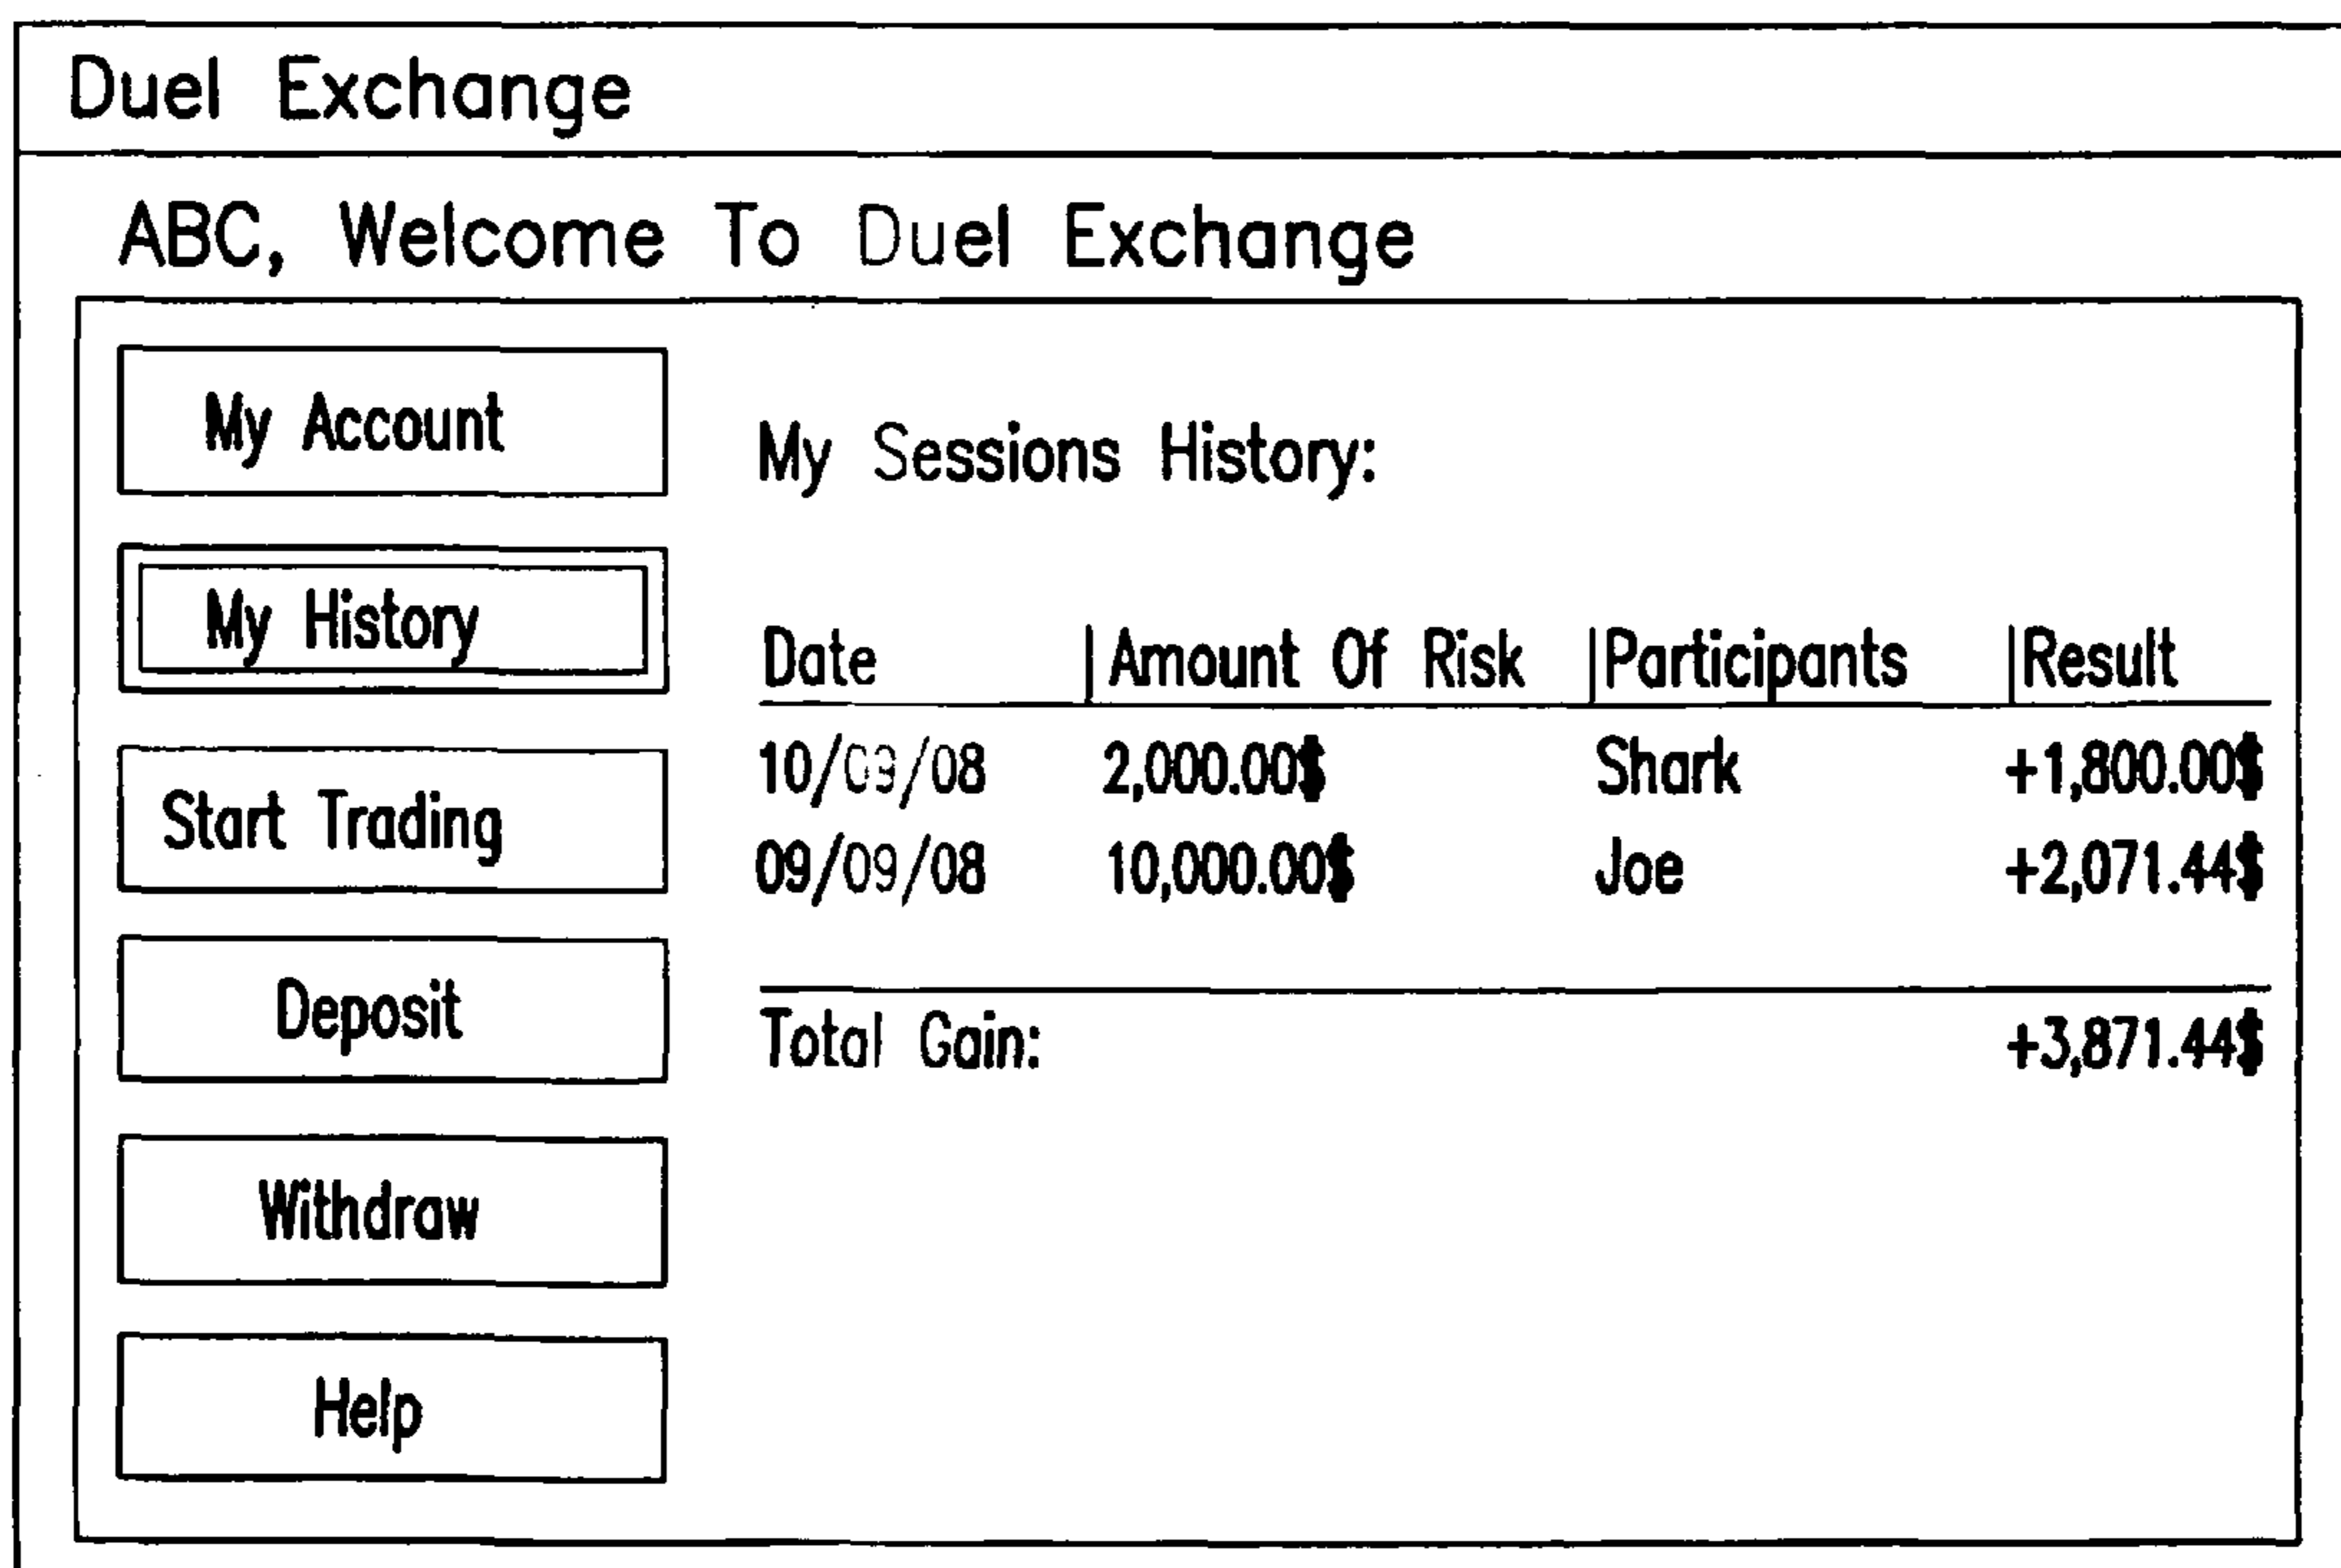 Duel Exchange
ABC, Welcome To Duel Exchange
My Account
My History
Start Trading
Deposit
Withdraw
Help
My Sessions History:
Date |Amount Of Risk |Participants |Result
10/09/08 2,000.00$ Shark +1,800.00$
09/09/08 10,000.00$ Joe +2,071.44$
Total Gain: +3,871.44$